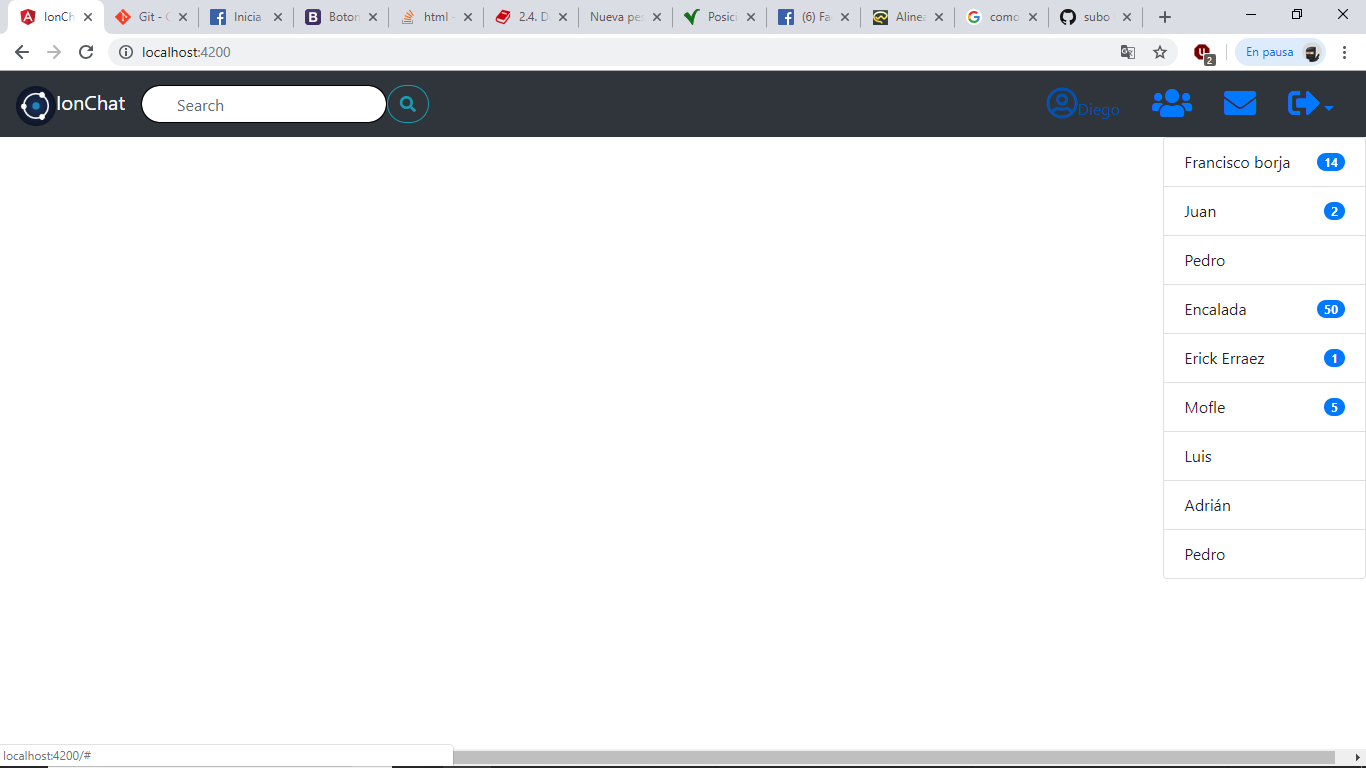 IonCh
Git - C
Inicia
Boton
html -
2.4. D
Nueva pe
Posici
(6) Fa
Alinea
como
subo
localhost:4200
2
En pausa
IonChat
Search
Diego
Francisco borja 14
Juan 2
Pedro
Encalada 50
Erick Erraez 1
Mofle 5
Luis
Adrián
Pedro
localhost:4200/#